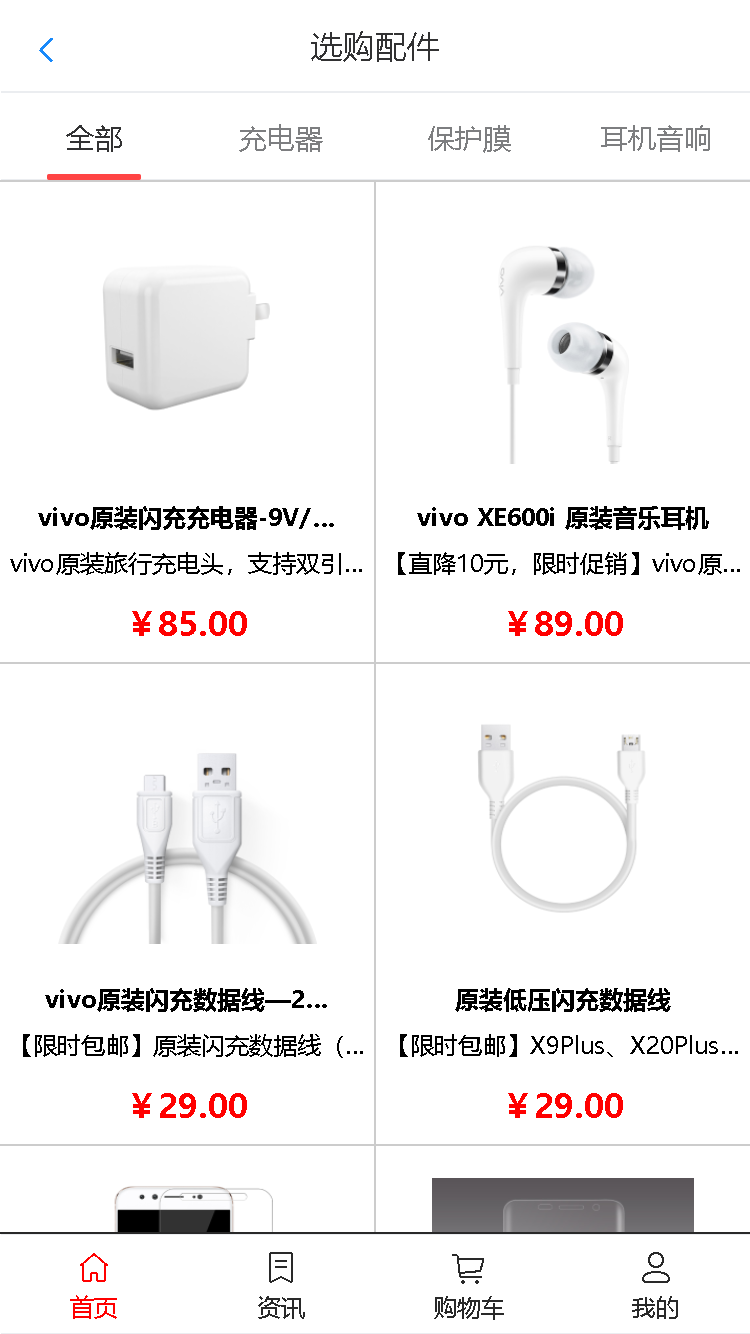 选购配件
全部 充电器 保护膜 耳机音响
vivo原装闪充充电器-9V/...
vivo原装旅行充电头，支持双引...
￥85.00
vivo XE600i 原装音乐耳机
【直降10元，限时促销】vivo原...
￥89.00
vivo原装闪充数据线—2...
【限时包邮】原装闪充数据线（...
￥29.00
原装低压闪充数据线
【限时包邮】X9Plus、X20Plus...
￥29.00
首页 资讯 购物车 我的